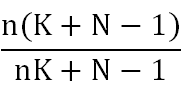 n(K + N − 1)
nK + N − 1